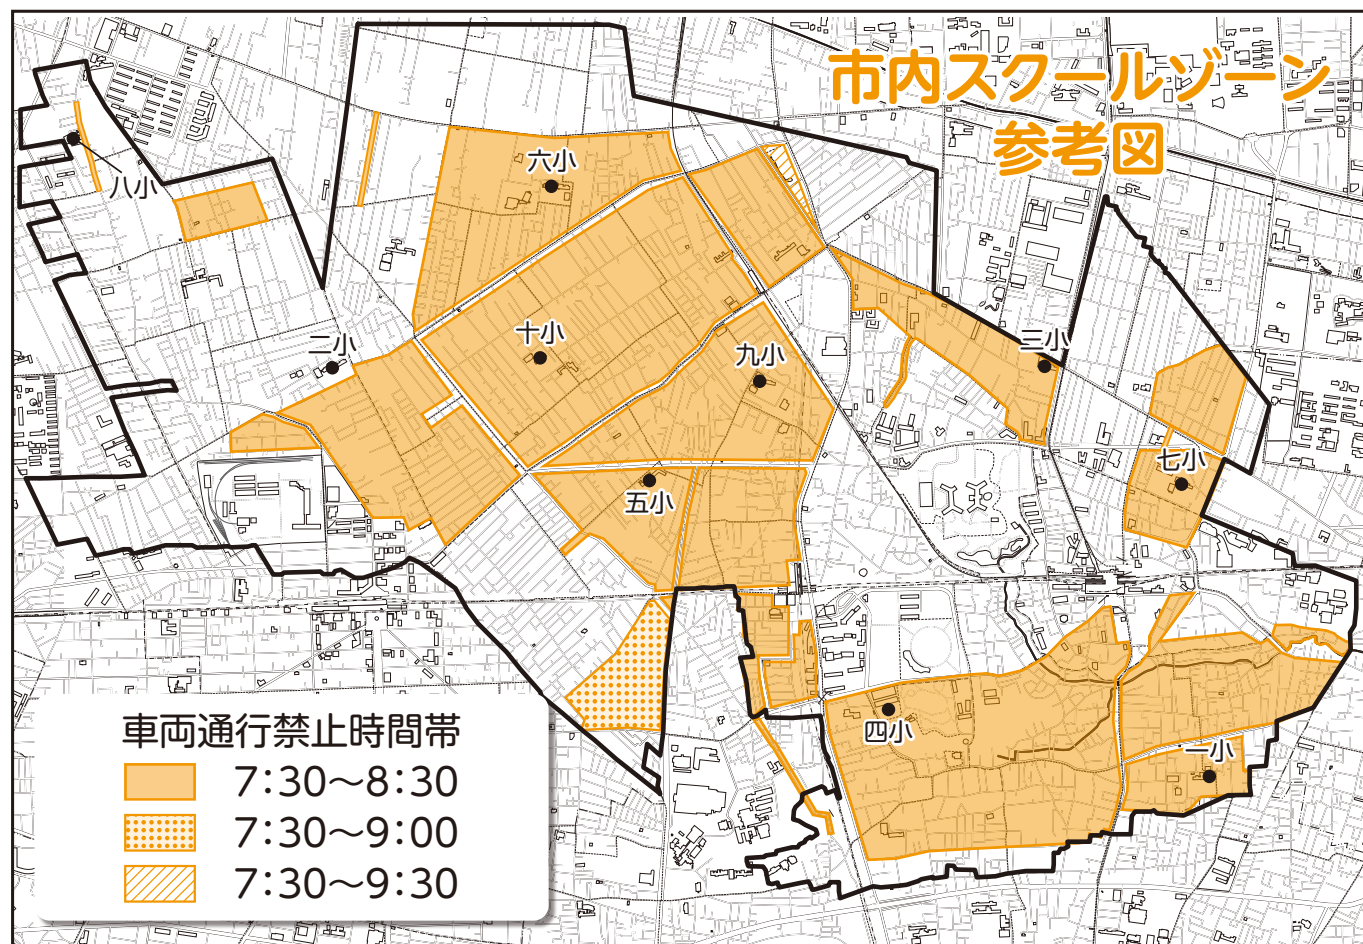 市内スクールゾーン
参考図
八小
六小
十小
二小
九小
三小
七小
五小
四小
一小
車両通行禁止時間帯
7:30〜8:30
7:30〜9:00
7:30〜9:30